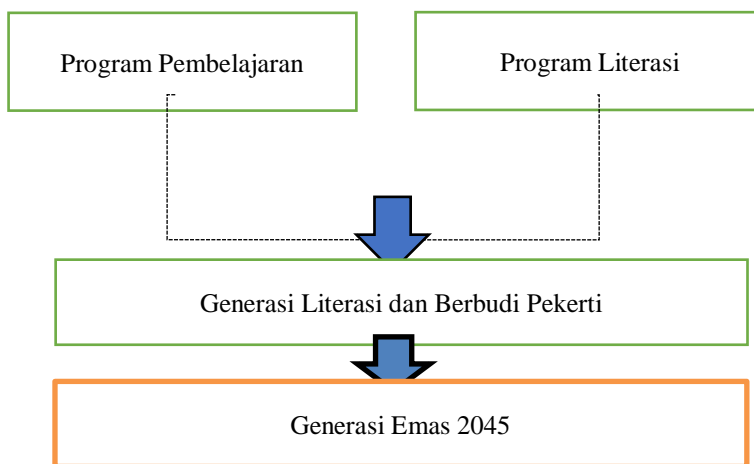 Program Pembelajaran
Program Literasi
Generasi Literasi dan Berbudi Pekerti
Generasi Emas 2045